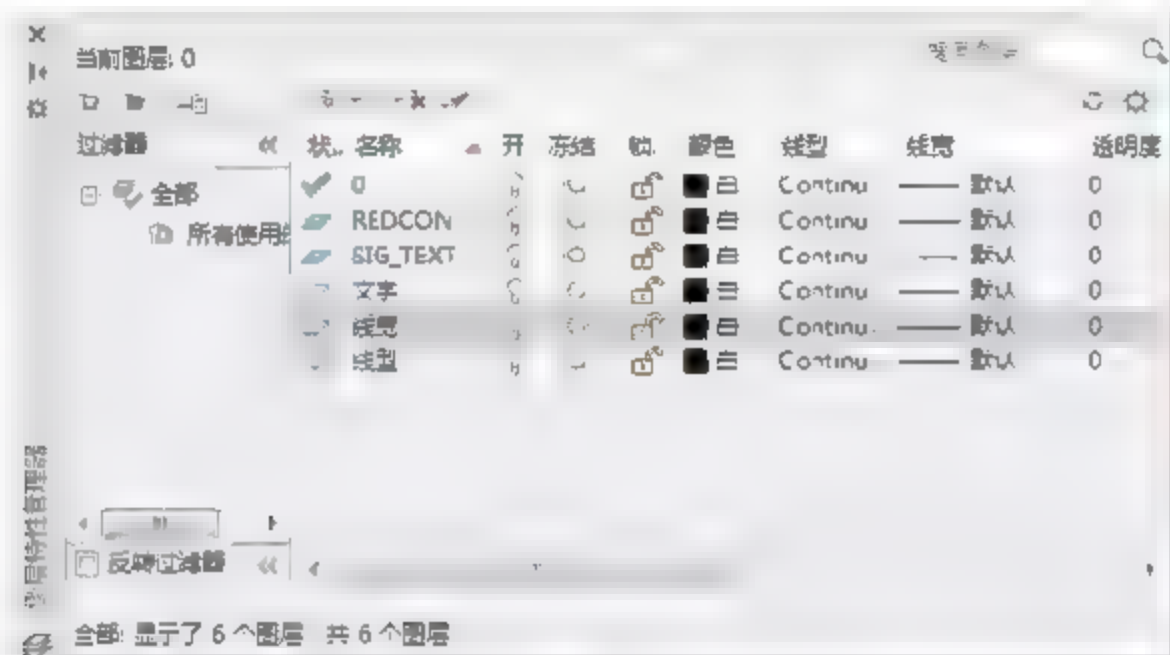 当前图层: 0
过滤器 状.. 名称 开 冻结 锁. 颜色 线型 线宽 透明度
全部
所有使用
0 白 Continu 默认 0
REDCON 白 Continu 默认 0
SIG_TEXT 白 Continu 默认 0
文字 白 Continu 默认 0
线宽 白 Continu 默认 0
线型 白 Continu 默认 0
反转过滤器
全部: 显示了 6 个图层 共 6 个图层
图层特性管理器